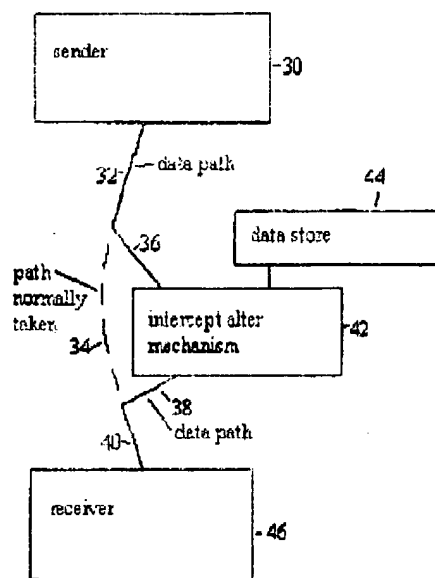 sender
30
32
data path
44
data store
36
path
normally
taken
intercept alter
mechanism
42
34
38
data path
40
receiver
46